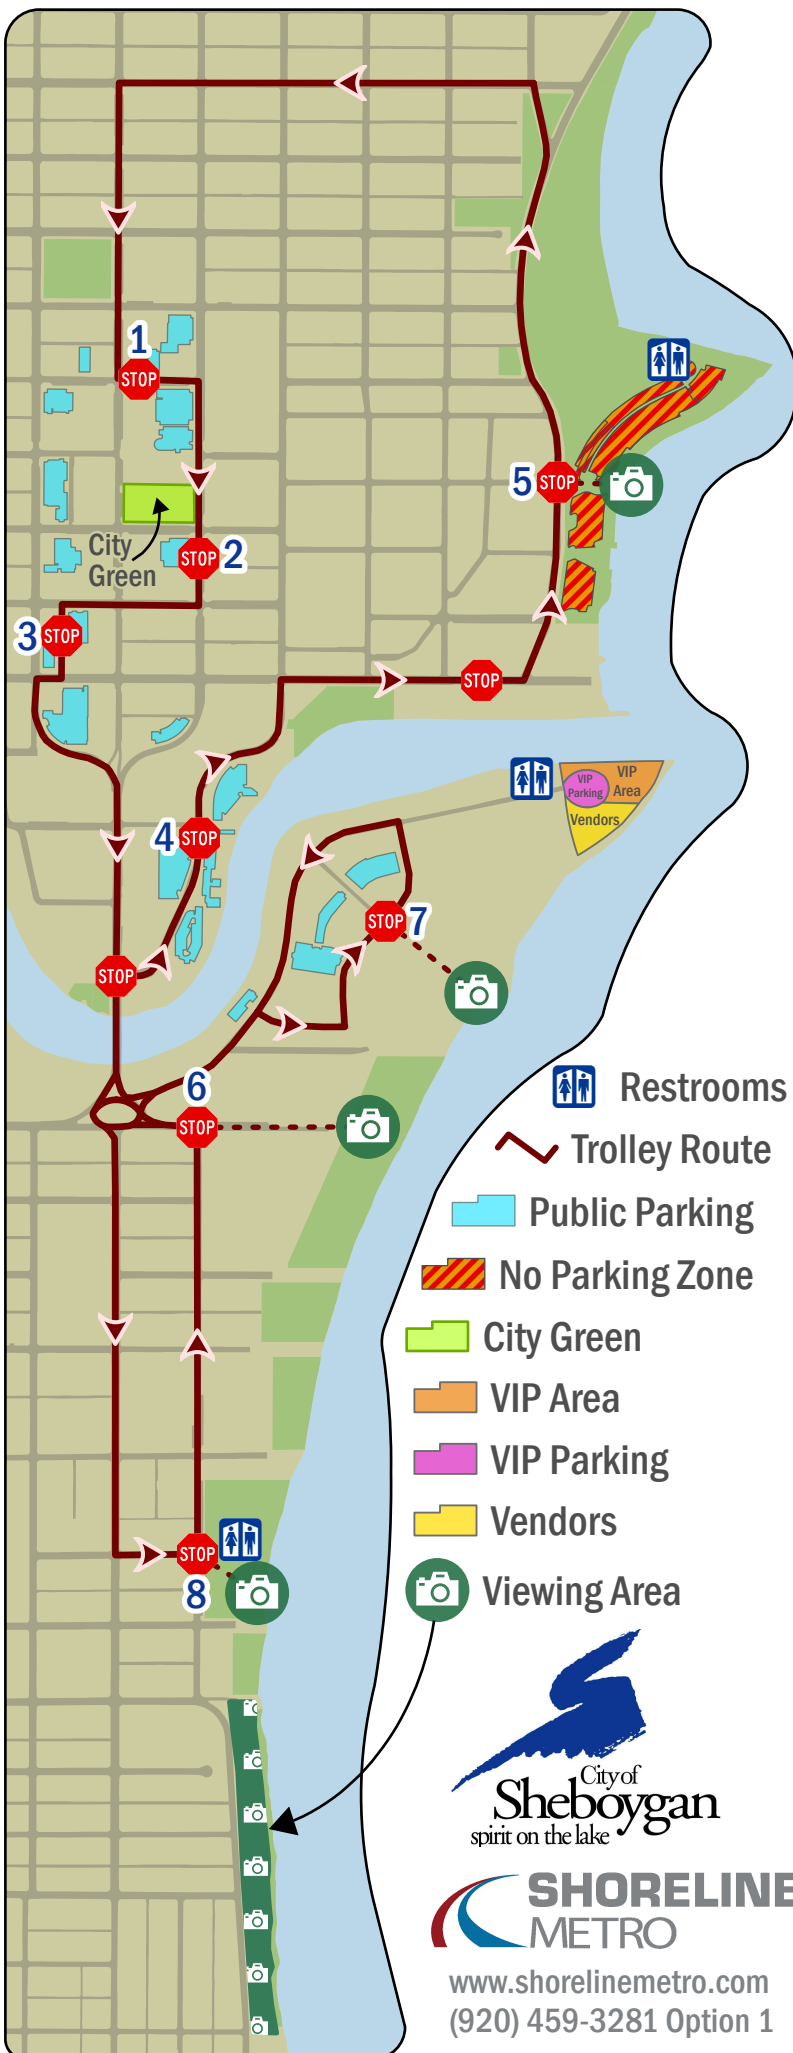 1
STOP
5
STOP
City
Green
STOP
2
3
STOP
STOP
VIP
Parking
VIP
Area
Vendors
4
STOP
STOP
7
STOP
6
STOP
Restrooms
Trolley Route
Public Parking
No Parking Zone
City Green
VIP Area
VIP Parking
Vendors
STOP
8
Viewing Area
City of
Sheboygan
spirit on the lake
SHORELINE
METRO
www.shorelinemetro.com
(920) 459-3281 Option 1